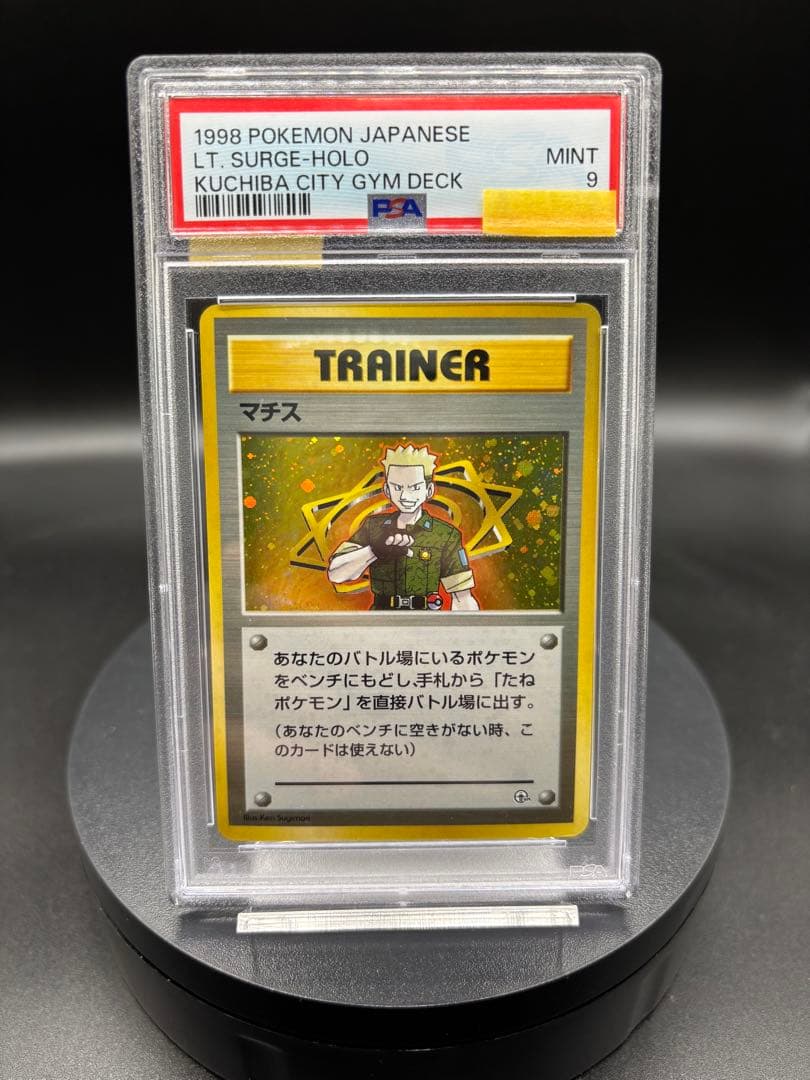 1998 POKEMON JAPANESE
LT. SURGE-HOLO MINT
KUCHIBA CITY GYM DECK 9
PSA
TRAINER
マチス
あなたのバトル場にいるポケモン
をベンチにもどし、手札から「たね
ポケモン」を直接バトル場に出す。
(あなたのベンチに空きがない時、こ
のカードは使えない)
Illus. Ken Sugimori
PSA